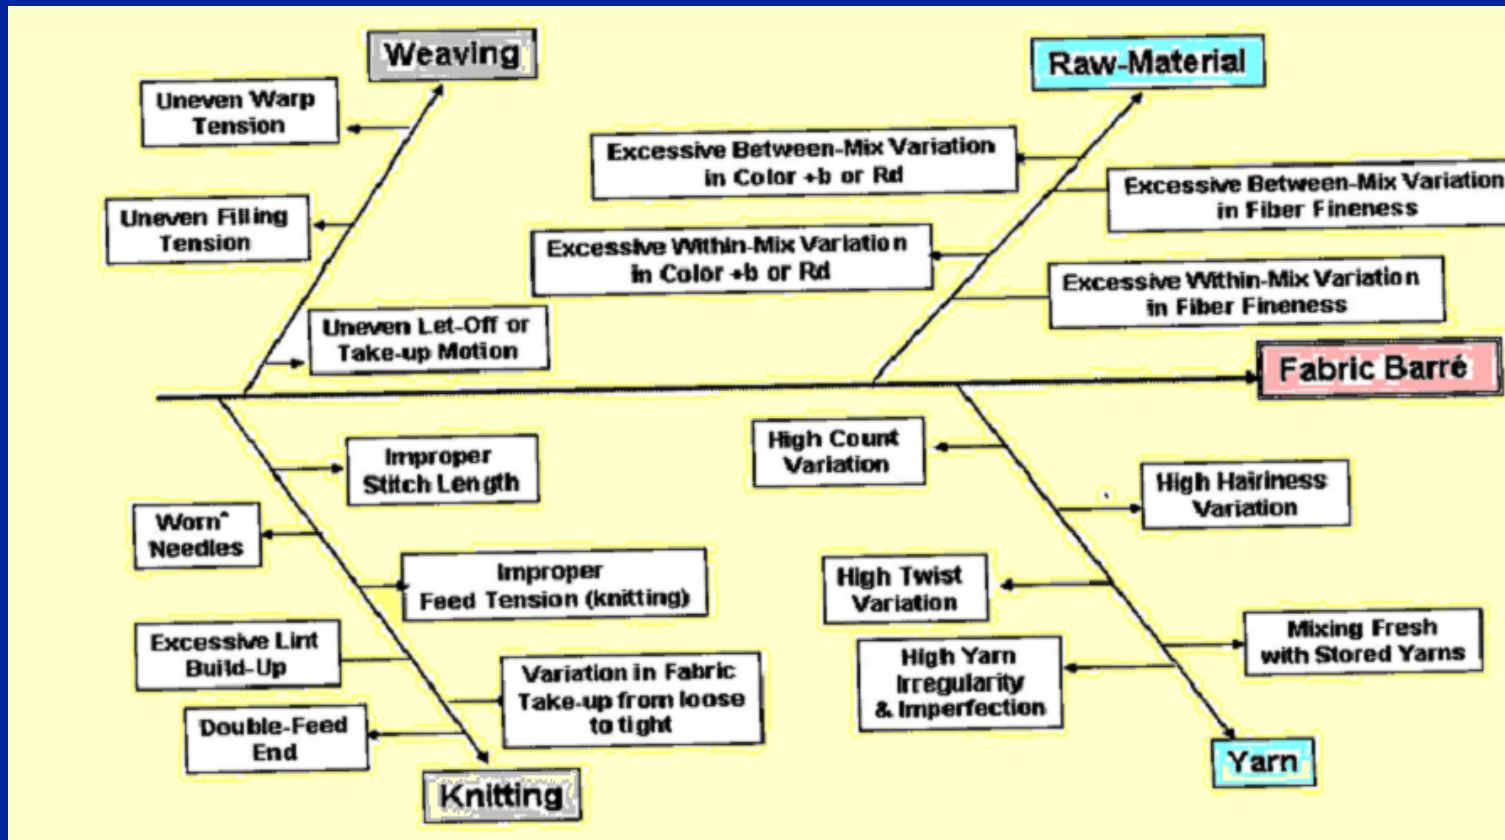 Weaving
Raw-Material
Uneven Warp
Tension
Excessive Between-Mix Variation
in Color +b or Rd
Excessive Between-Mix Variation
in Fiber Fineness
Uneven Filling
Tension
Excessive Within-Mix Variation
in Color +b or Rd
Excessive Within-Mix Variation
in Fiber Fineness
Uneven Let-Off or
Take-up Motion
Fabric Barré
Improper
Stitch Length
High Count
Variation
High Hairiness
Variation
Worn
Needles
Improper
Feed Tension (knitting)
High Twist
Variation
Excessive Lint
Build-Up
Variation in Fabric
Take-up from loose
to tight
High Yarn
Irregularity
& Imperfection
Mixing Fresh
with Stored Yarns
Double-Feed
End
Knitting
Yarn